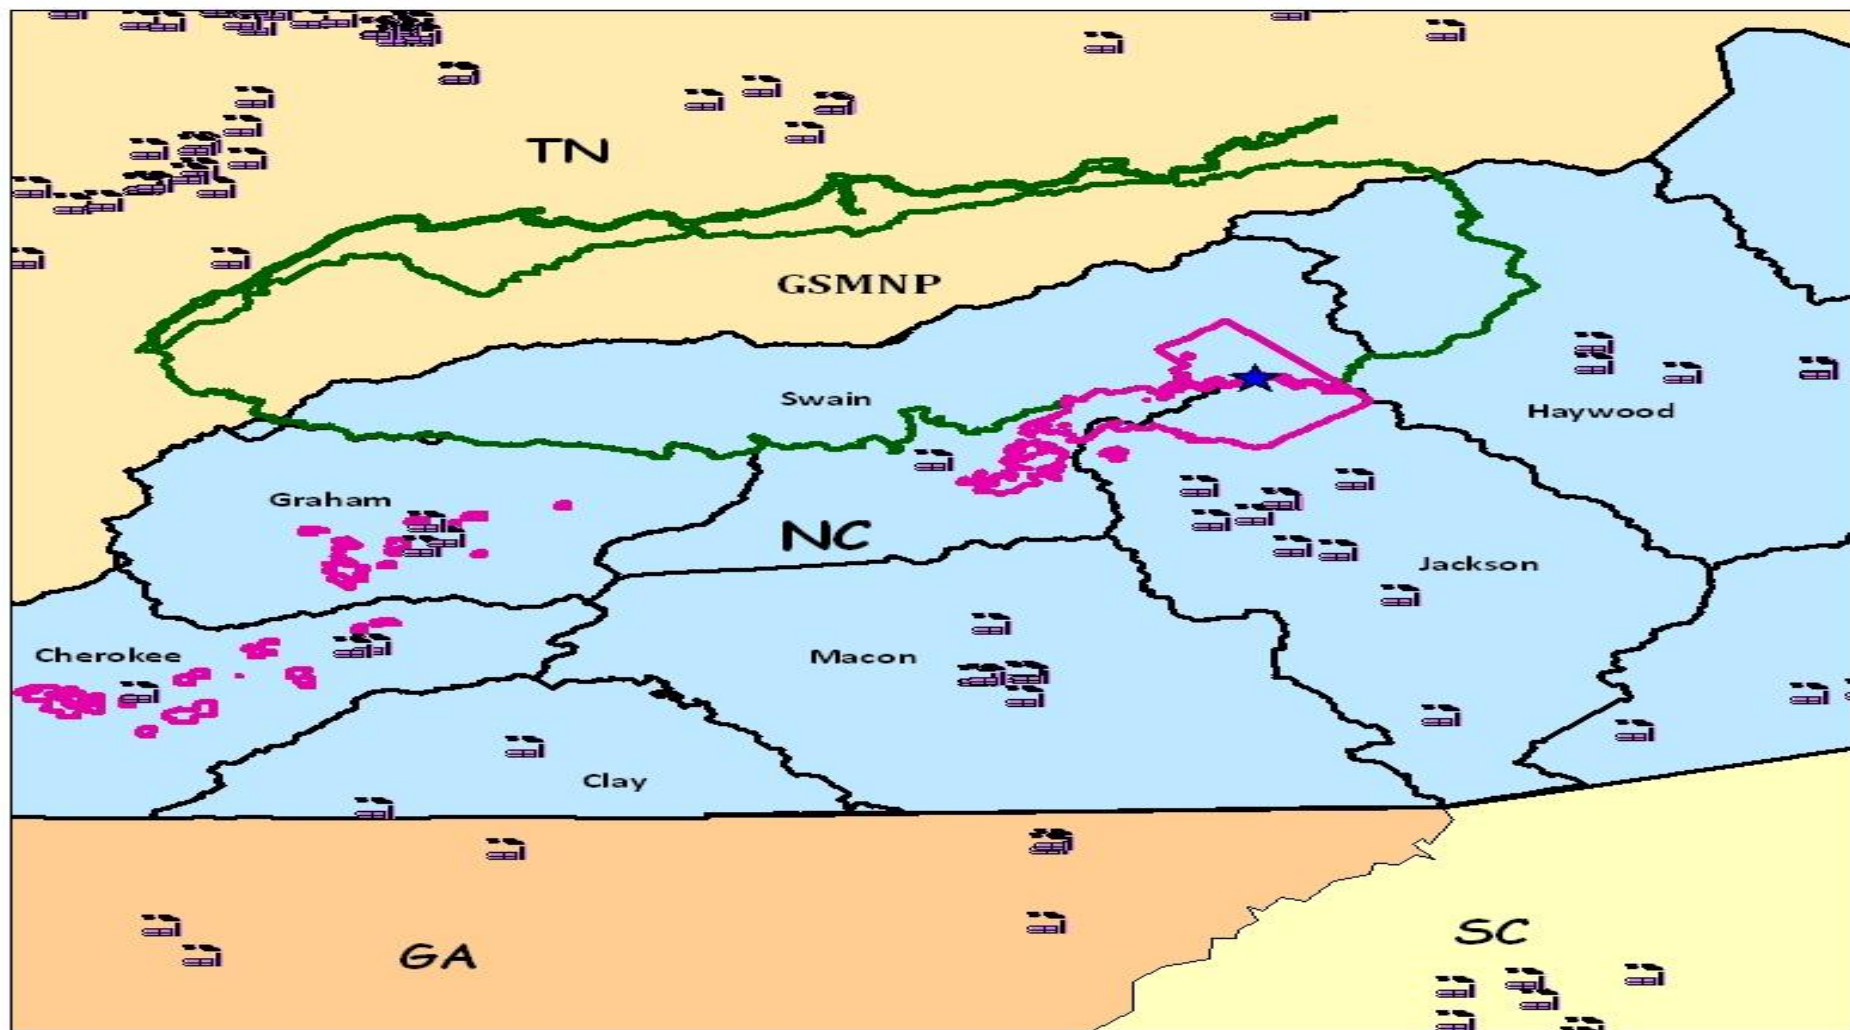 TN
GSMNP
Swain
Haywood
Graham
NC
Jackson
Cherokee
Macon
Clay
SC
GA